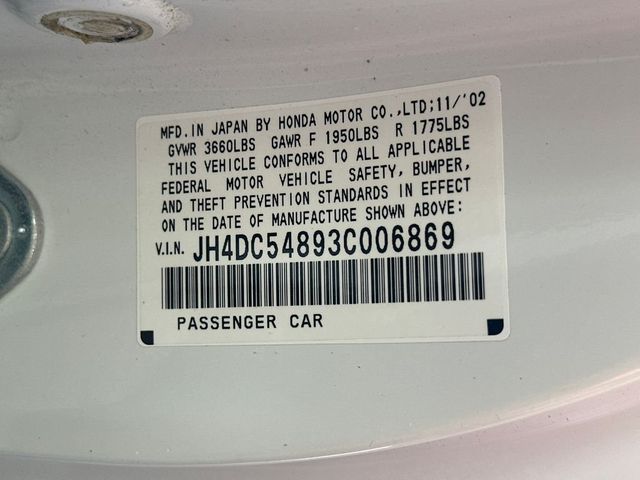 MFD.IN JAPAN BY HONDA MOTOR CO.,LTD;11/'02
GVWR 3660LBS GAWR F 1950LBS R 1775LBS
THIS VEHICLE CONFORMS TO ALL APPLICABLE
FEDERAL MOTOR VEHICLE SAFETY, BUMPER,
AND THEFT PREVENTION STANDARDS IN EFFECT
ON THE DATE OF MANUFACTURE SHOWN ABOVE:
V.I.N. JH4DC54893C006869
PASSENGER CAR